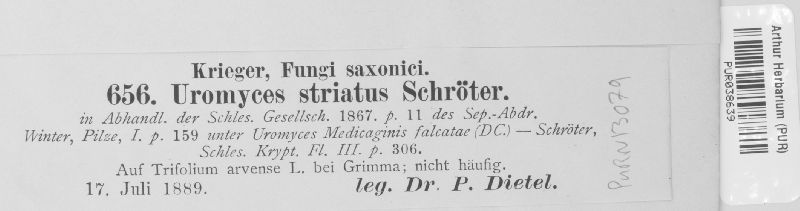 Krieger, Fungi saxonici.
656. Uromyces striatus Schröter.
in Abhandl. der Schles. Gesellsch. 1867. p. 11 des Sep.-Abdr.
Winter, Pilze, I. p. 159 unter Uromyces Medicaginis falcatae (DC.) — Schröter,
Schles. Krypt. Fl. III. p. 306.
Auf Trifolium arvense L. bei Grimma; nicht häufig.
17. Juli 1889. leg. Dr. P. Dietel.
PURN13079
Arthur Herbarium (PUR)
PUR038639